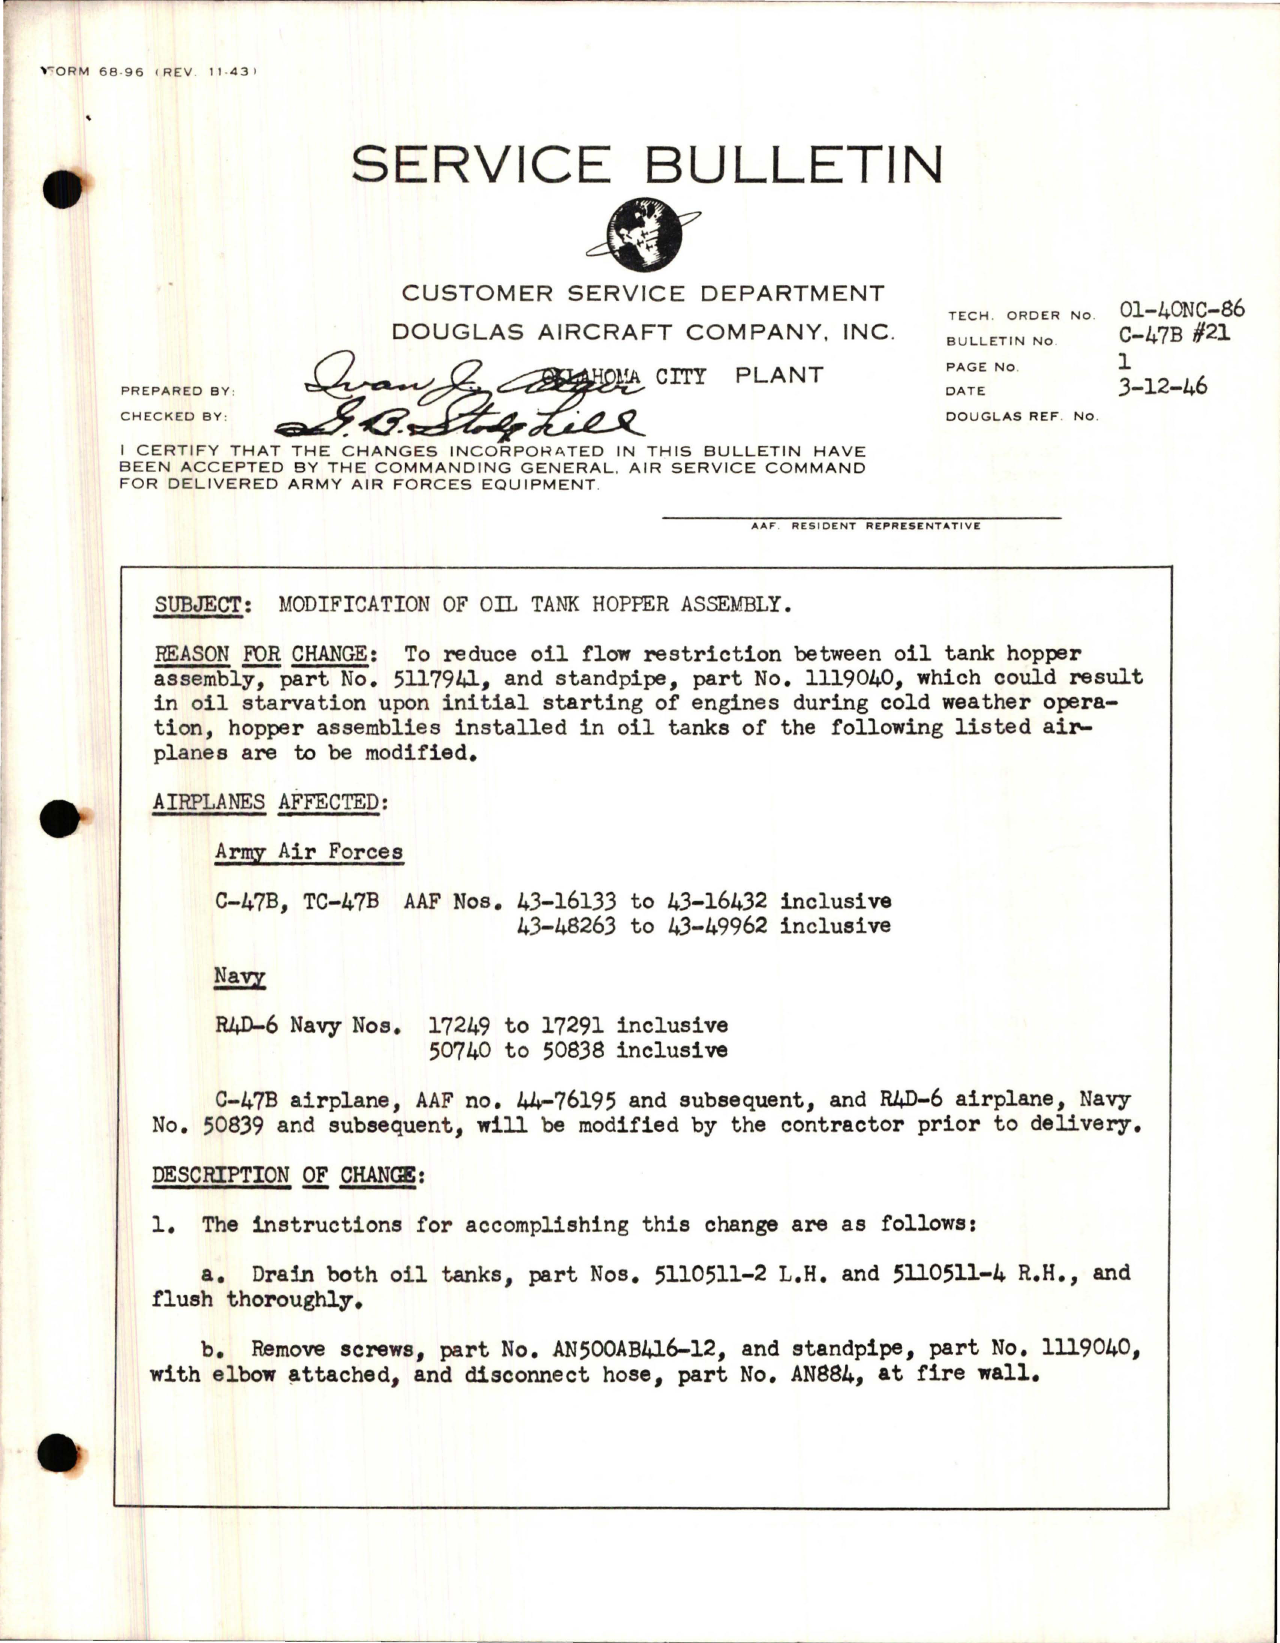 FORM 68-96 (REV. 11-43)
SERVICE BULLETIN
CUSTOMER SERVICE DEPARTMENT
DOUGLAS AIRCRAFT COMPANY, INC.
OKLAHOMA CITY PLANT
TECH. ORDER No. 01-40NC-86
BULLETIN No. C-47B #21
PAGE No. 1
DATE 3-12-46
DOUGLAS REF. No.
PREPARED BY: Ivan J.
CHECKED BY: G. B. Stodghill
I CERTIFY THAT THE CHANGES INCORPORATED IN THIS BULLETIN HAVE
BEEN ACCEPTED BY THE COMMANDING GENERAL, AIR SERVICE COMMAND
FOR DELIVERED ARMY AIR FORCES EQUIPMENT.
AAF. RESIDENT REPRESENTATIVE
SUBJECT: MODIFICATION OF OIL TANK HOPPER ASSEMBLY.
REASON FOR CHANGE: To reduce oil flow restriction between oil tank hopper
assembly, part No. 5117941, and standpipe, part No. 1119040, which could result
in oil starvation upon initial starting of engines during cold weather opera-
tion, hopper assemblies installed in oil tanks of the following listed air-
planes are to be modified.
AIRPLANES AFFECTED:
Army Air Forces
C-47B, TC-47B AAF Nos. 43-16133 to 43-16432 inclusive
43-48263 to 43-49962 inclusive
Navy
R4D-6 Navy Nos. 17249 to 17291 inclusive
50740 to 50838 inclusive
C-47B airplane, AAF no. 44-76195 and subsequent, and R4D-6 airplane, Navy
No. 50839 and subsequent, will be modified by the contractor prior to delivery.
DESCRIPTION OF CHANGE:
1. The instructions for accomplishing this change are as follows:
a. Drain both oil tanks, part Nos. 5110511-2 L.H. and 5110511-4 R.H., and
flush thoroughly.
b. Remove screws, part No. AN500AB416-12, and standpipe, part No. 1119040,
with elbow attached, and disconnect hose, part No. AN884, at fire wall.